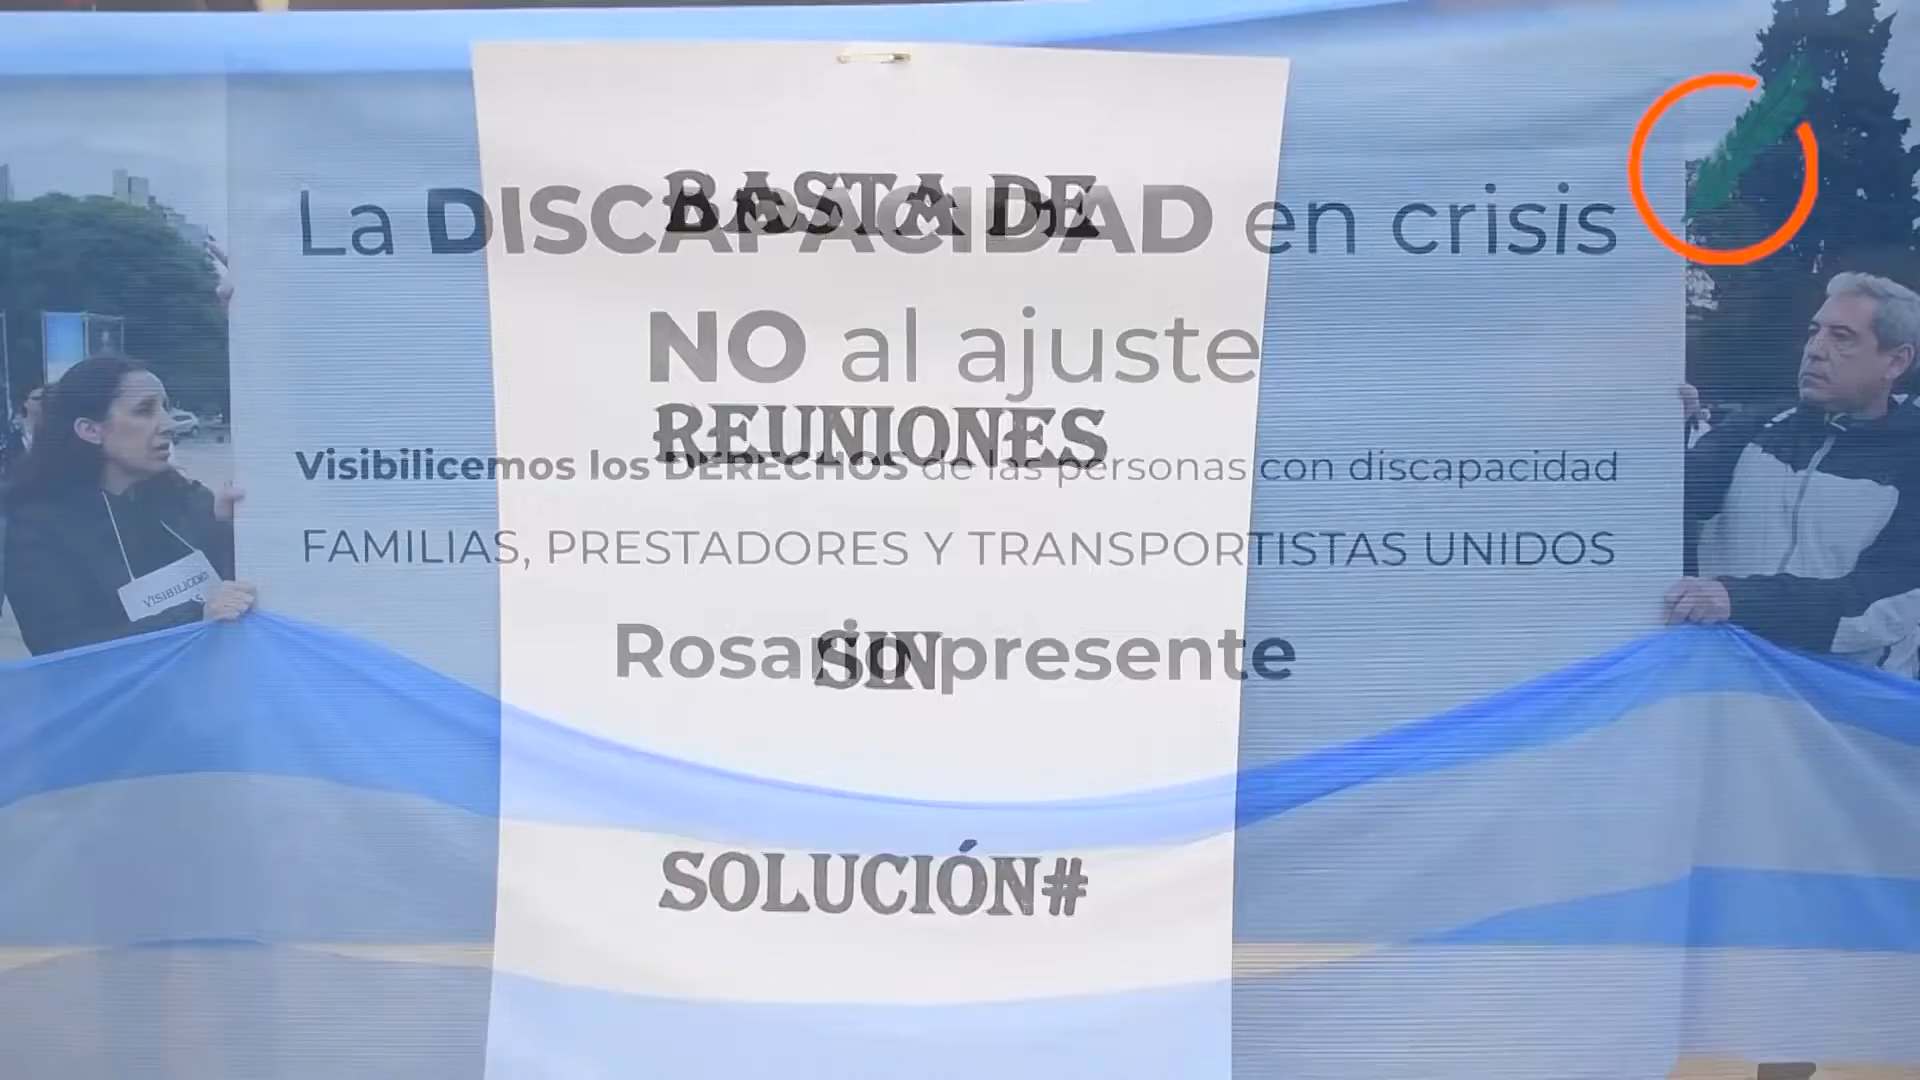 La DISCAPACIDAD en crisis
NO al ajuste
Visibilicemos los DERECHOS de las personas con discapacidad
FAMILIAS, PRESTADORES Y TRANSPORTISTAS UNIDOS
Rosario presente
BASTA DE
REUNIONES
SIN
SOLUCIÓN#
VISIBILICEMOS